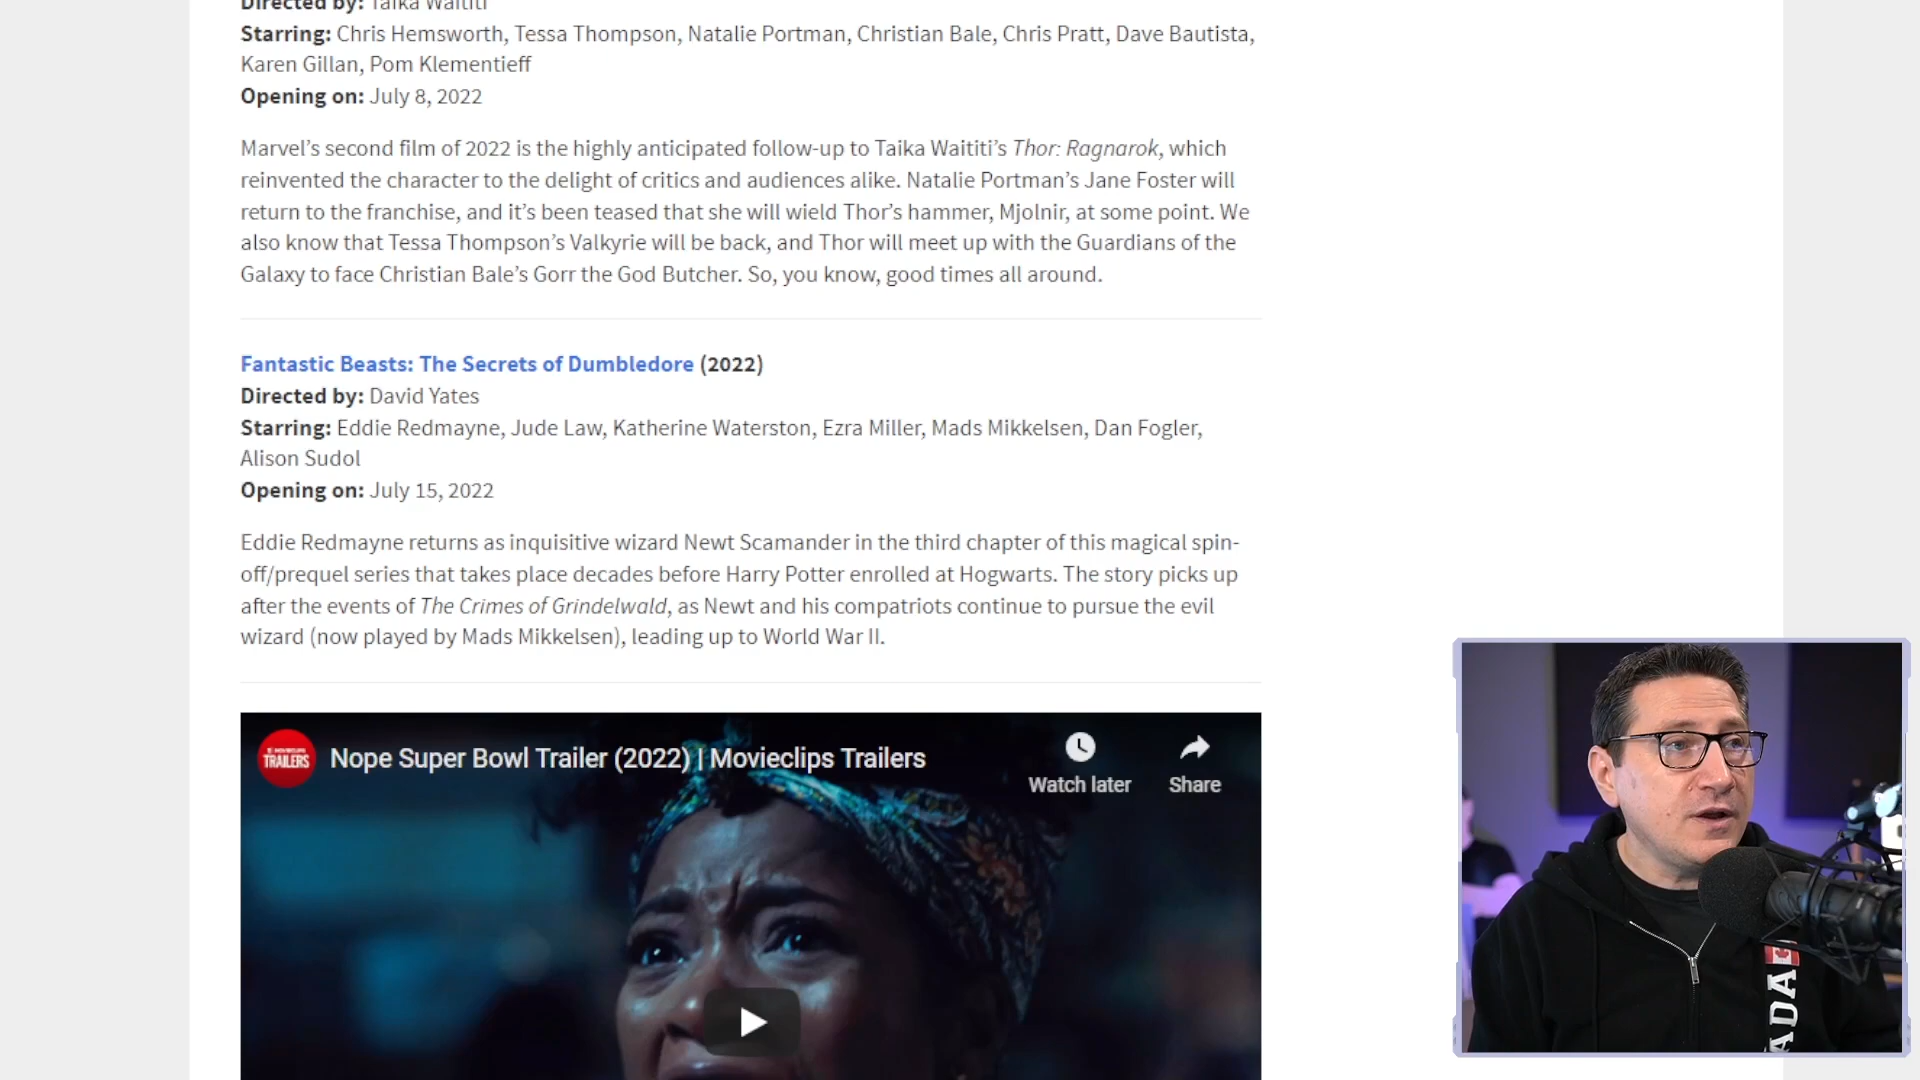 Directed by: Taika Waititi
Starring: Chris Hemsworth, Tessa Thompson, Natalie Portman, Christian Bale, Chris Pratt, Dave Bautista,
Karen Gillan, Pom Klementieff
Opening on: July 8, 2022
Marvel’s second film of 2022 is the highly anticipated follow-up to Taika Waititi’s Thor: Ragnarok, which
reinvented the character to the delight of critics and audiences alike. Natalie Portman’s Jane Foster will
return to the franchise, and it’s been teased that she will wield Thor’s hammer, Mjolnir, at some point. We
also know that Tessa Thompson’s Valkyrie will be back, and Thor will meet up with the Guardians of the
Galaxy to face Christian Bale’s Gorr the God Butcher. So, you know, good times all around.
Fantastic Beasts: The Secrets of Dumbledore (2022)
Directed by: David Yates
Starring: Eddie Redmayne, Jude Law, Katherine Waterston, Ezra Miller, Mads Mikkelsen, Dan Fogler,
Alison Sudol
Opening on: July 15, 2022
Eddie Redmayne returns as inquisitive wizard Newt Scamander in the third chapter of this magical spin-
off/prequel series that takes place decades before Harry Potter enrolled at Hogwarts. The story picks up
after the events of The Crimes of Grindelwald, as Newt and his compatriots continue to pursue the evil
wizard (now played by Mads Mikkelsen), leading up to World War II.
TRAILERS
Nope Super Bowl Trailer (2022) | Movieclips Trailers
Watch later
Share
ADA